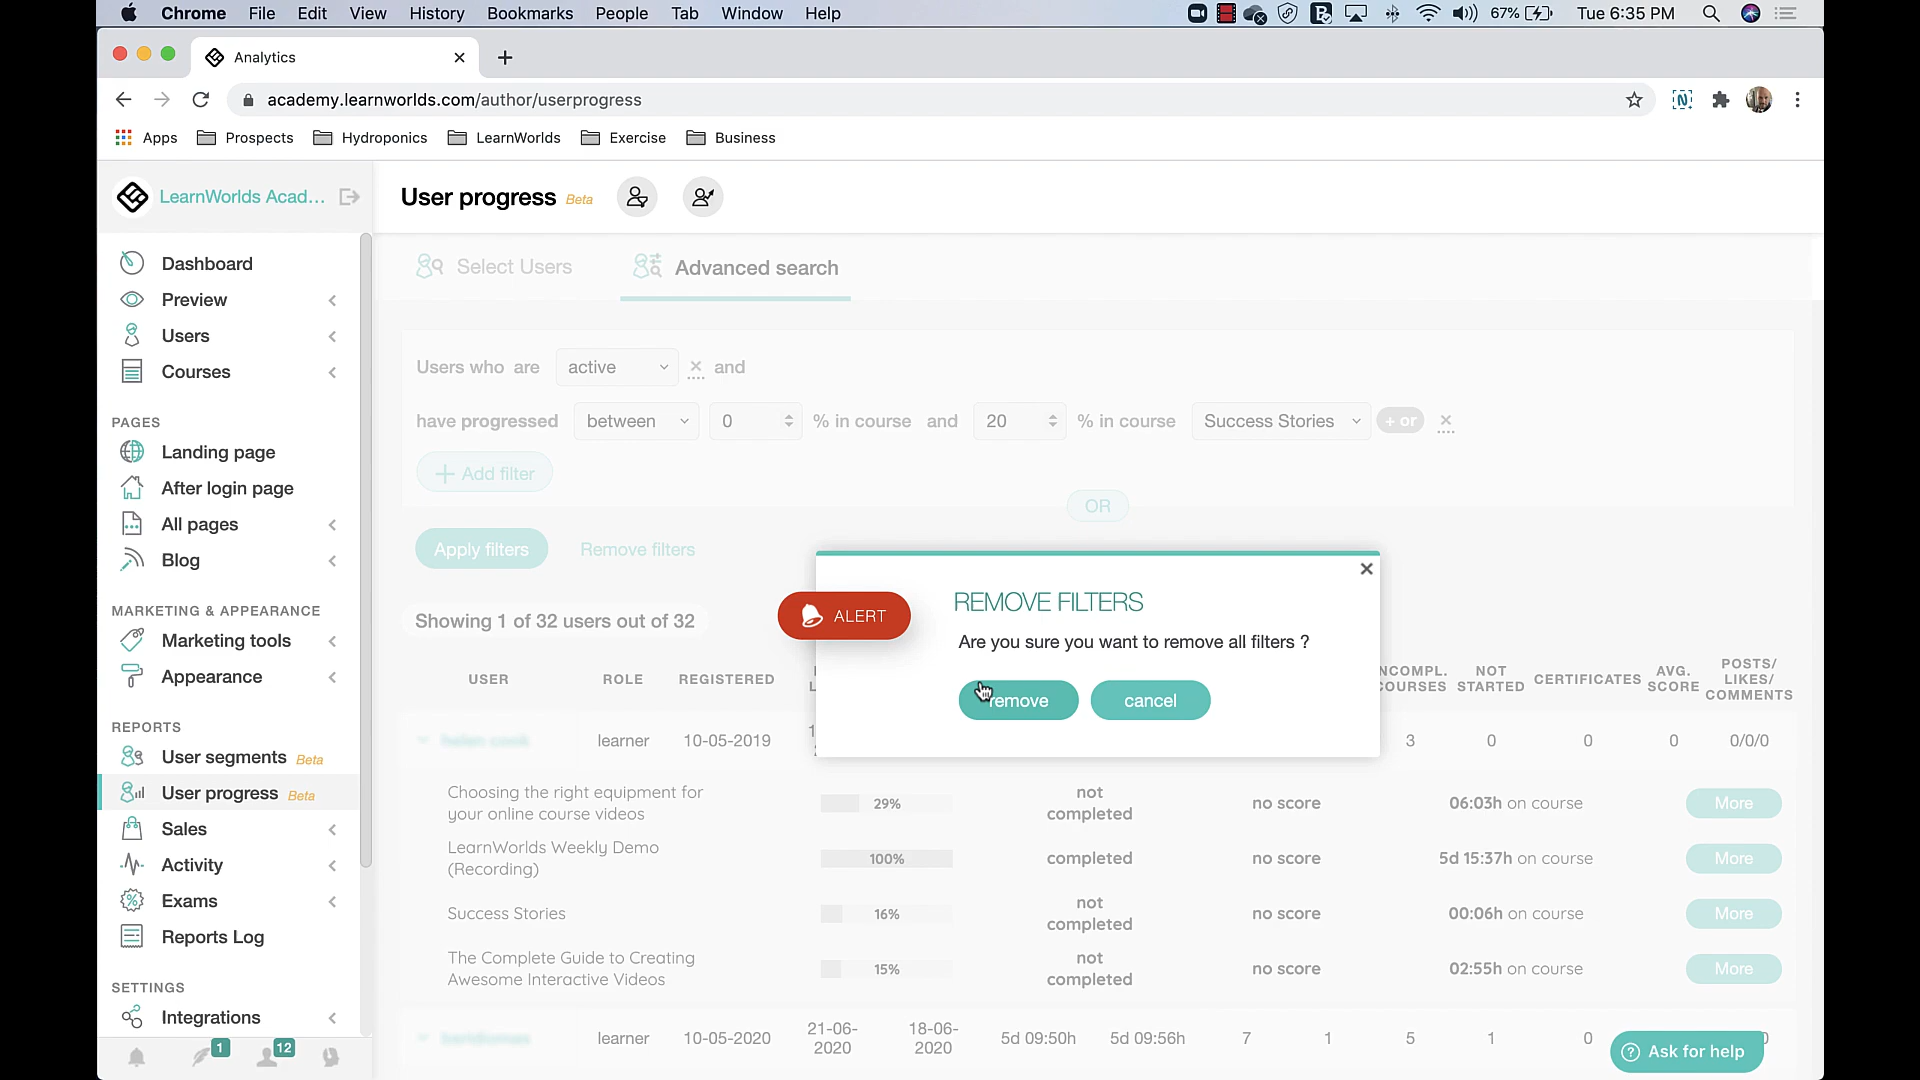 Chrome File Edit View History Bookmarks People Tab Window Help 67% Tue 6:35 PM
Analytics
academy.learnworlds.com/author/userprogress
Apps Prospects Hydroponics LearnWorlds Exercise Business
LearnWorlds Acad...
User progress Beta
Dashboard
Preview
Users
Courses
PAGES
Landing page
After login page
All pages
Blog
MARKETING & APPEARANCE
Marketing tools
Appearance
REPORTS
User segments Beta
User progress Beta
Sales
Activity
Exams
Reports Log
SETTINGS
Integrations
1 12
Select Users Advanced search
Users who are active and
have progressed between 0 % in course and 20 % in course Success Stories + or
Add filter
OR
Apply filters Remove filters
Showing 1 of 32 users out of 32
ALERT
REMOVE FILTERS
Are you sure you want to remove all filters ?
remove cancel
USER ROLE REGISTERED NOT STARTED CERTIFICATES AVG. SCORE POSTS/ LIKES/ COMMENTS
learner 10-05-2019 3 0 0 0 0/0/0
Choosing the right equipment for
your online course videos
29% not completed no score 06:03h on course More
LearnWorlds Weekly Demo
(Recording)
100% completed no score 5d 15:37h on course More
Success Stories 16% not completed no score 00:06h on course More
The Complete Guide to Creating
Awesome Interactive Videos
15% not completed no score 02:55h on course More
learner 10-05-2020 21-06-2020 18-06-2020 5d 09:50h 5d 09:56h 7 1 5 1 0
Ask for help